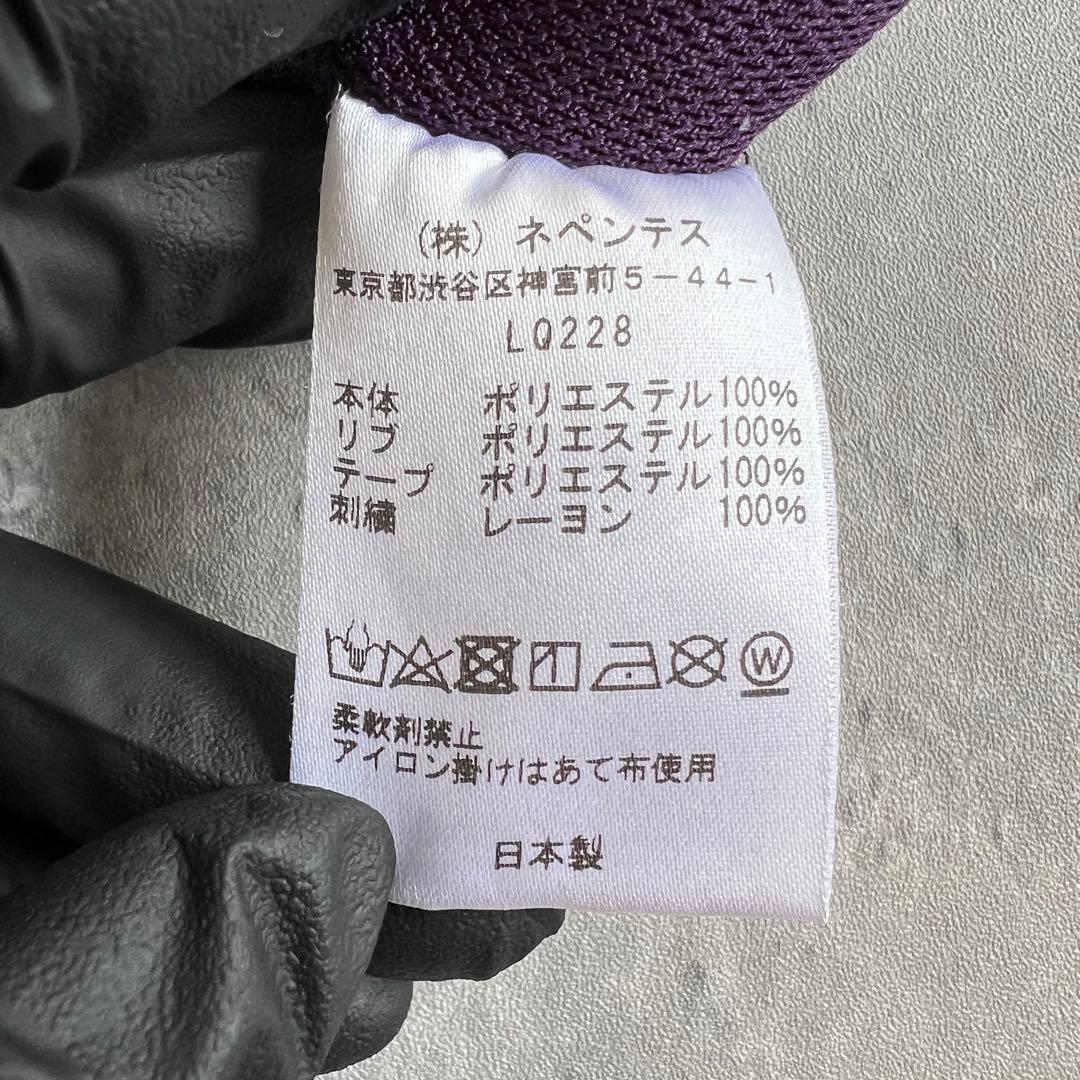 (株) ネペンテス
東京都渋谷区神宮前5-44-1
LQ228
本体 ポリエステル100%
リブ ポリエステル100%
テープ ポリエステル100%
刺繍 レーヨン 100%
W
柔軟剤禁止
アイロン掛けはあて布使用
日本製